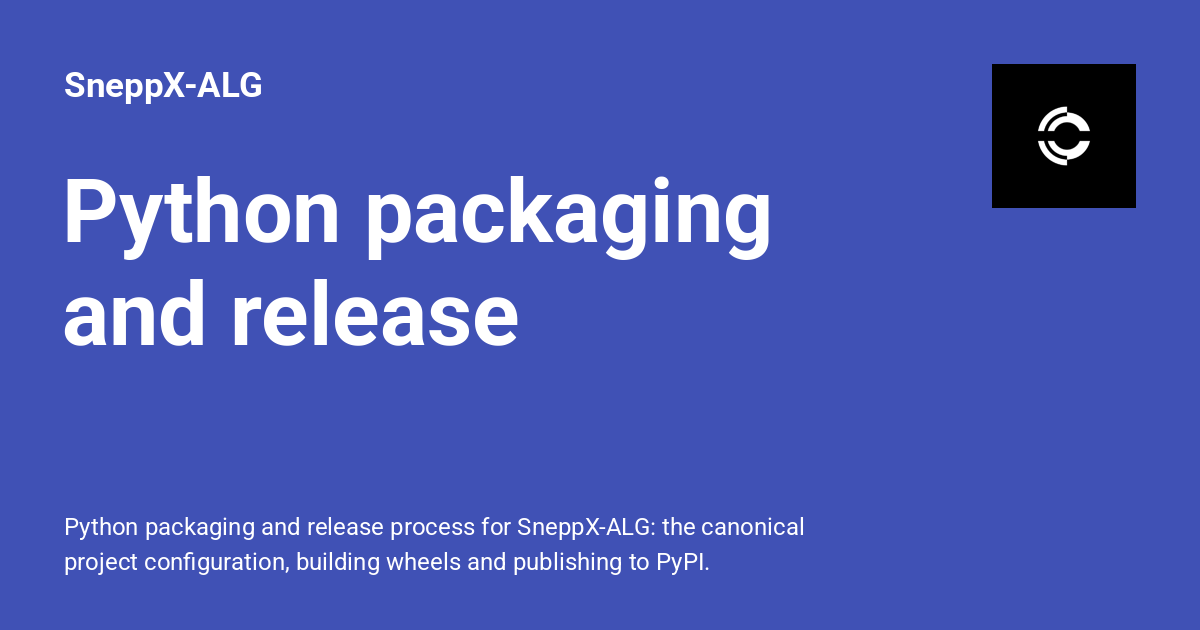 SneppX-ALG
Python packaging
and release
Python packaging and release process for SneppX-ALG: the canonical
project configuration, building wheels and publishing to PyPI.